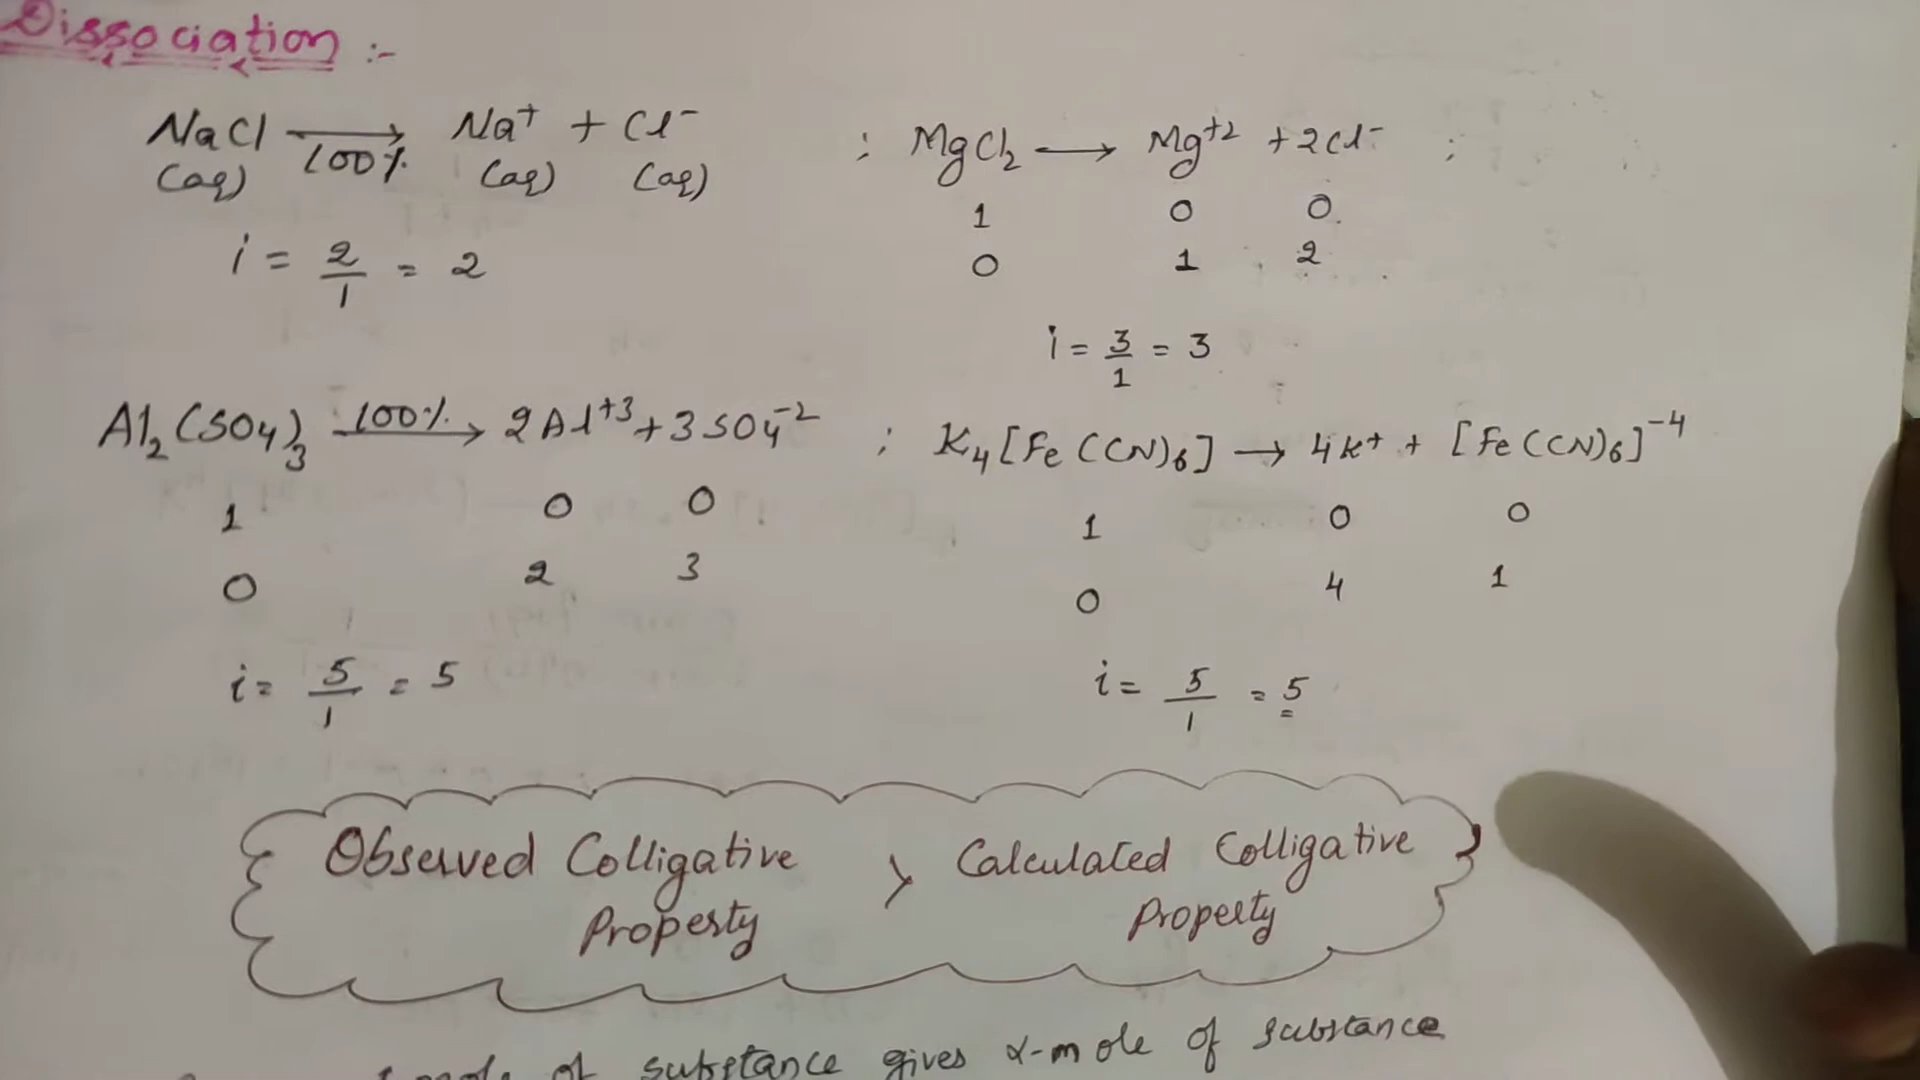 Dissociation :-
NaCl (aq) —100%→ Na⁺ (aq) + Cl⁻ (aq) ; MgCl₂ → Mg⁺² + 2Cl⁻ ;
1 0 0
i = 2/1 = 2
0 1 2
i = 3/1 = 3
Al₂(SO₄)₃ —100%→ 2Al⁺³ + 3SO₄⁻² ; K₄[Fe(CN)₆] → 4K⁺ + [Fe(CN)₆]⁻⁴
1 0 0 1 0 0
0 2 3 0 4 1
i = 5/1 = 5 i = 5/1 = 5
Observed Colligative Property > Calculated Colligative Property
mole of substance gives α-mole of substance